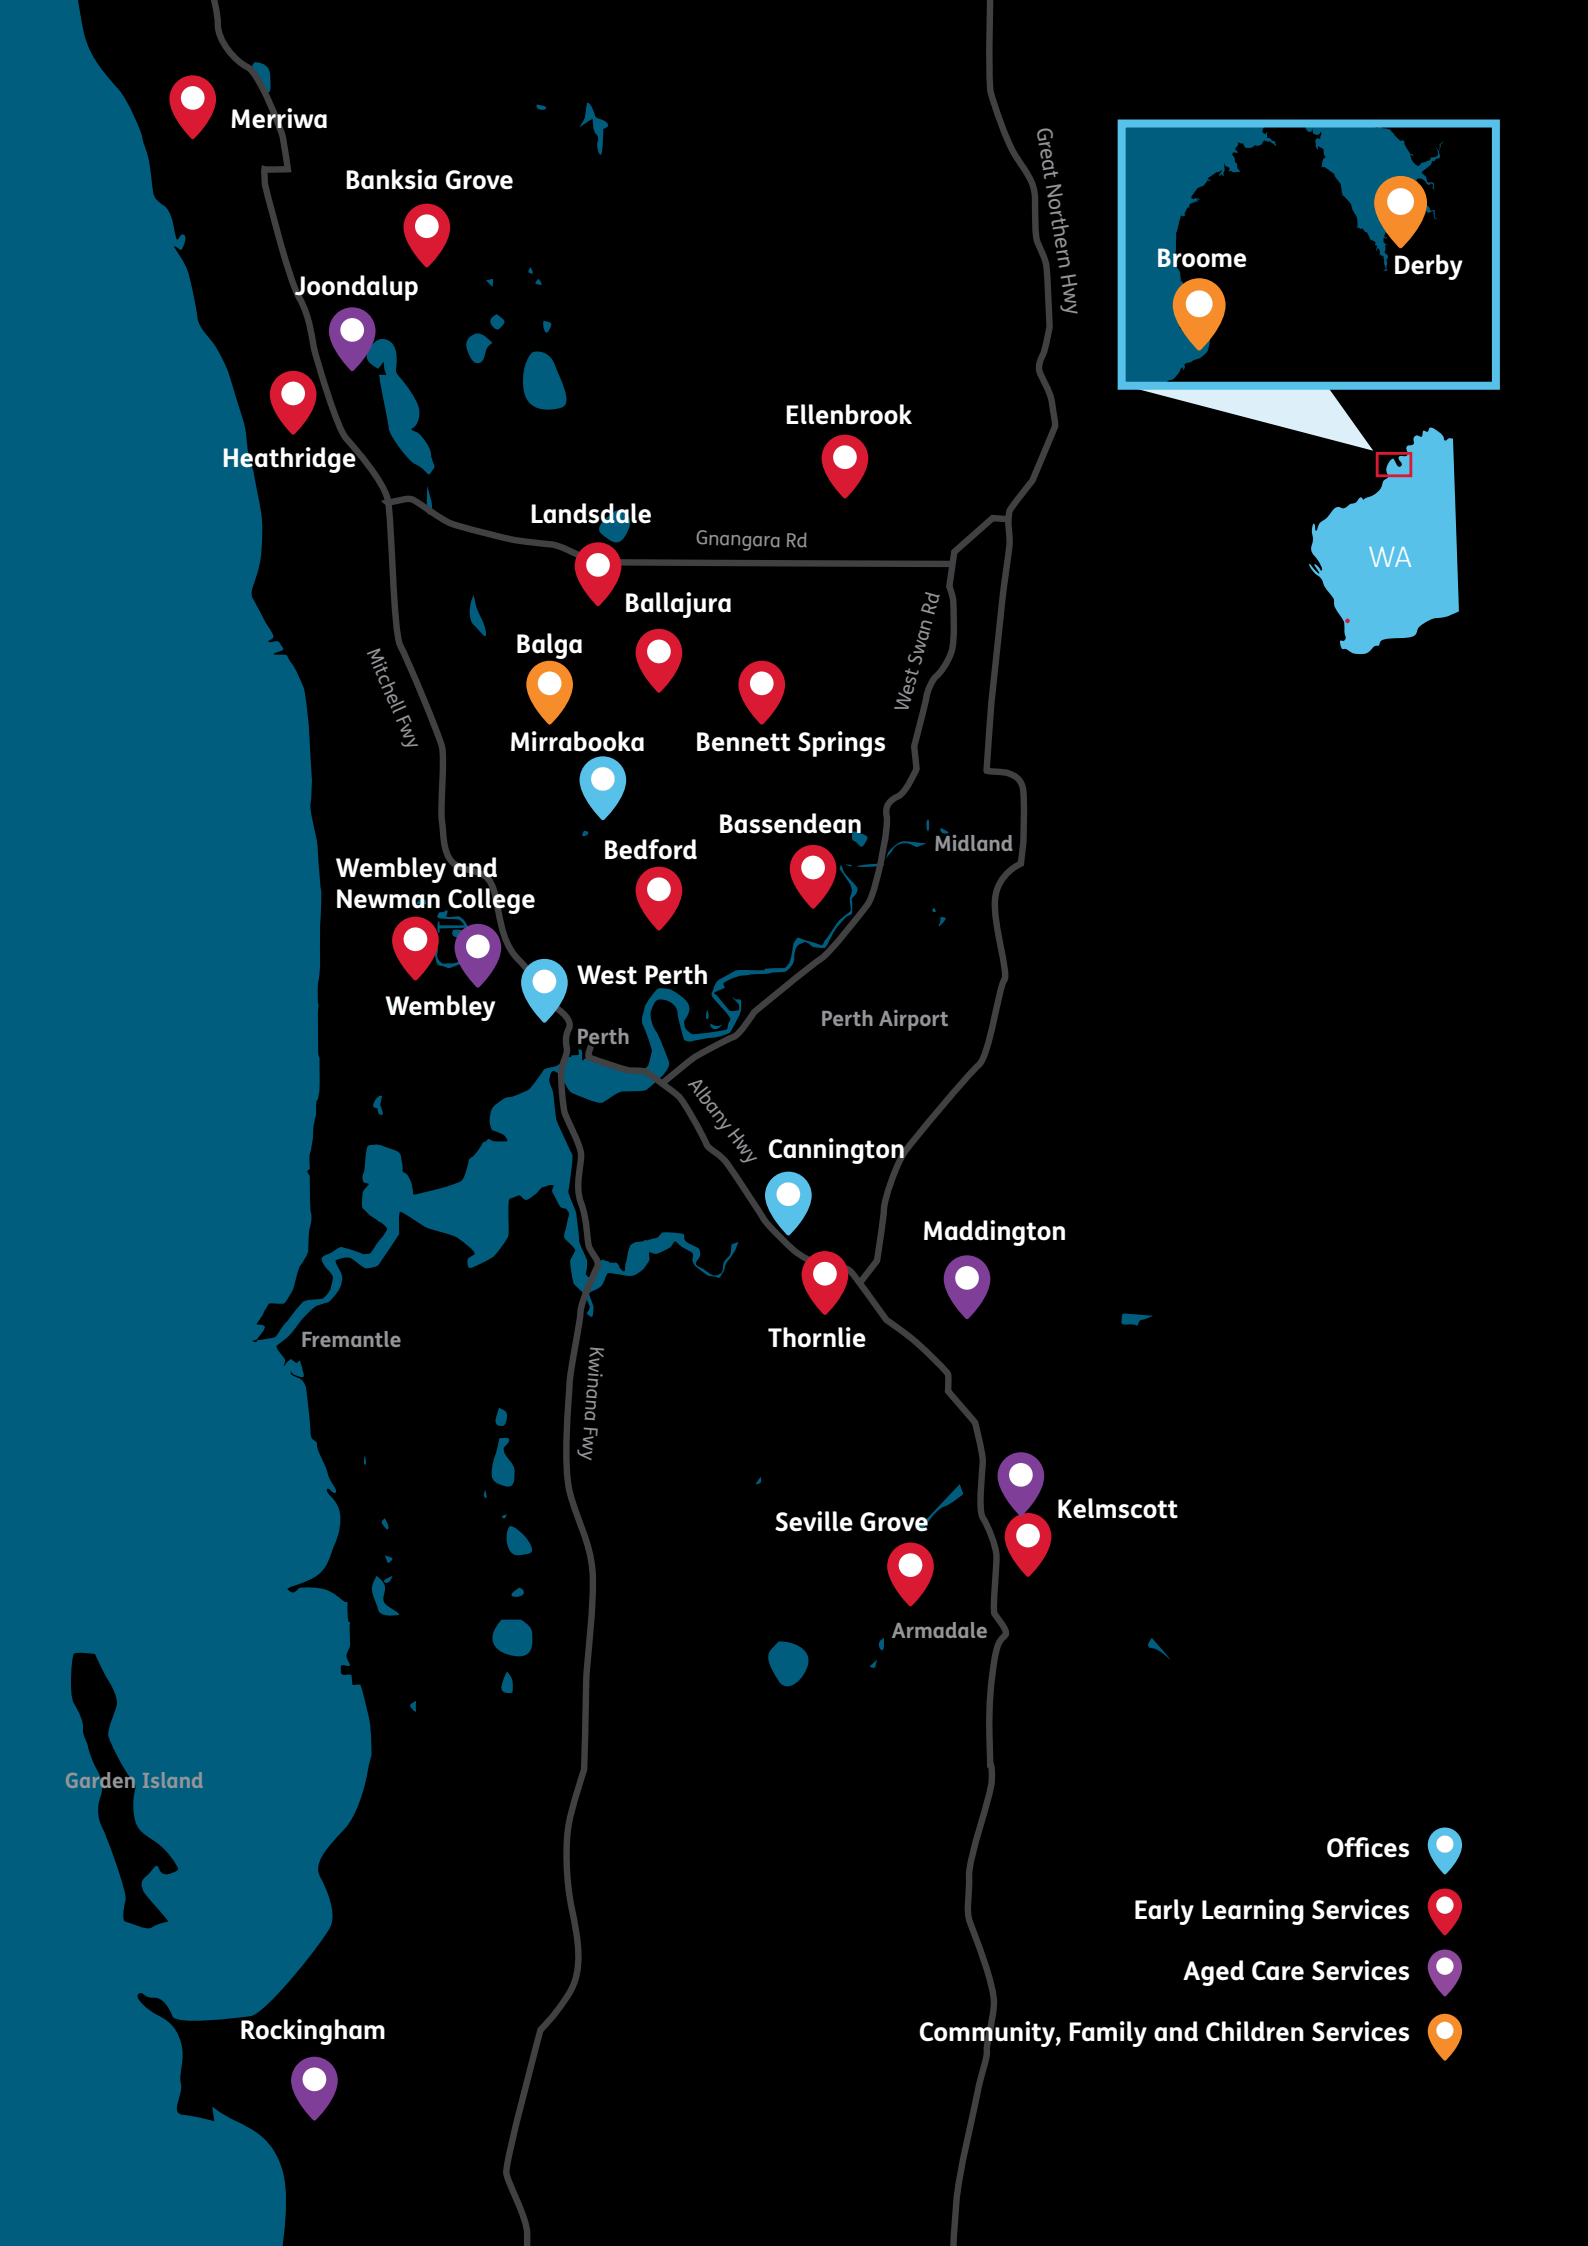 Merriwa
Banksia Grove
Joondalup
Heathridge
Great Northern Hwy
Broome
Derby
Ellenbrook
Landsdale
Gnangara Rd
WA
Ballajura
Balga
West Swan Rd
Mitchell Fwy
Mirrabooka
Bennett Springs
Bassendean
Midland
Bedford
Wembley and
Newman College
West Perth
Wembley
Perth
Perth Airport
Albany Hwy
Cannington
Maddington
Thornlie
Fremantle
Kwinana Fwy
Kelmscott
Seville Grove
Armadale
Garden Island
Offices
Early Learning Services
Aged Care Services
Community, Family and Children Services
Rockingham